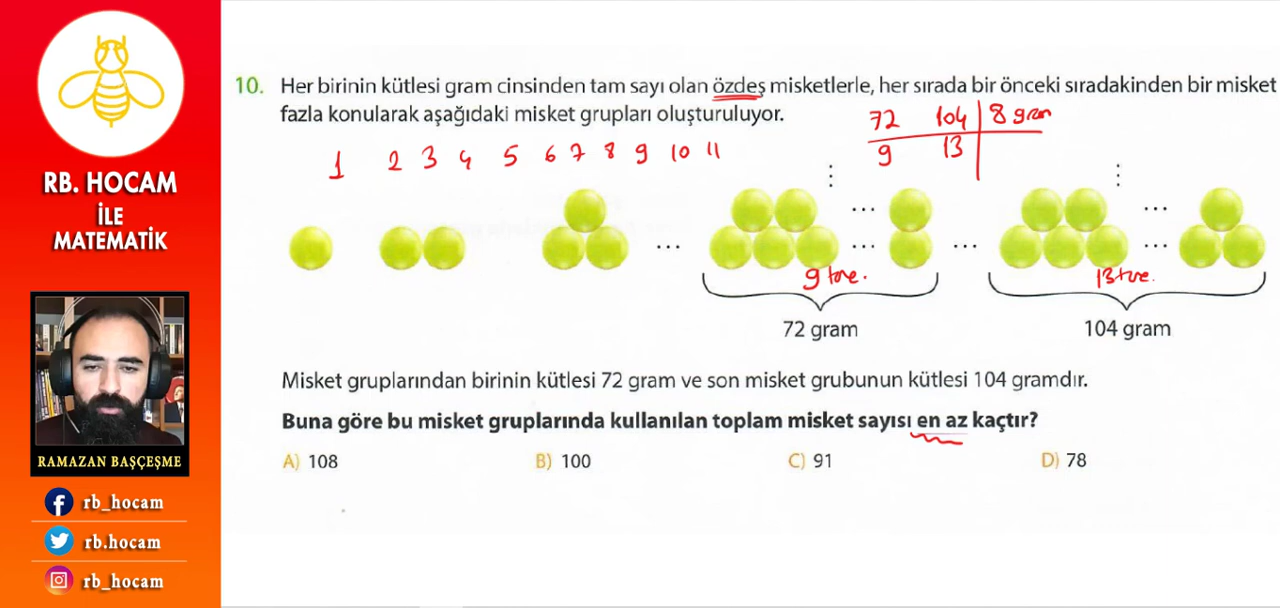 RB. HOCAM
İLE
MATEMATİK
RAMAZAN BAŞÇEŞME
rb_hocam
rb.hocam
rb_hocam
10. Her birinin kütlesi gram cinsinden tam sayı olan özdeş misketlerle, her sırada bir önceki sıradakinden bir misket
fazla konularak aşağıdaki misket grupları oluşturuluyor.
72 104 8 gram
9 13
1 2 3 4 5 6 7 8 9 10 11
... ... ... ...
... ... ... ...
9 tane. 13 tane.
72 gram 104 gram
Misket gruplarından birinin kütlesi 72 gram ve son misket grubunun kütlesi 104 gramdır.
Buna göre bu misket gruplarında kullanılan toplam misket sayısı en az kaçtır?
A) 108 B) 100 C) 91 D) 78